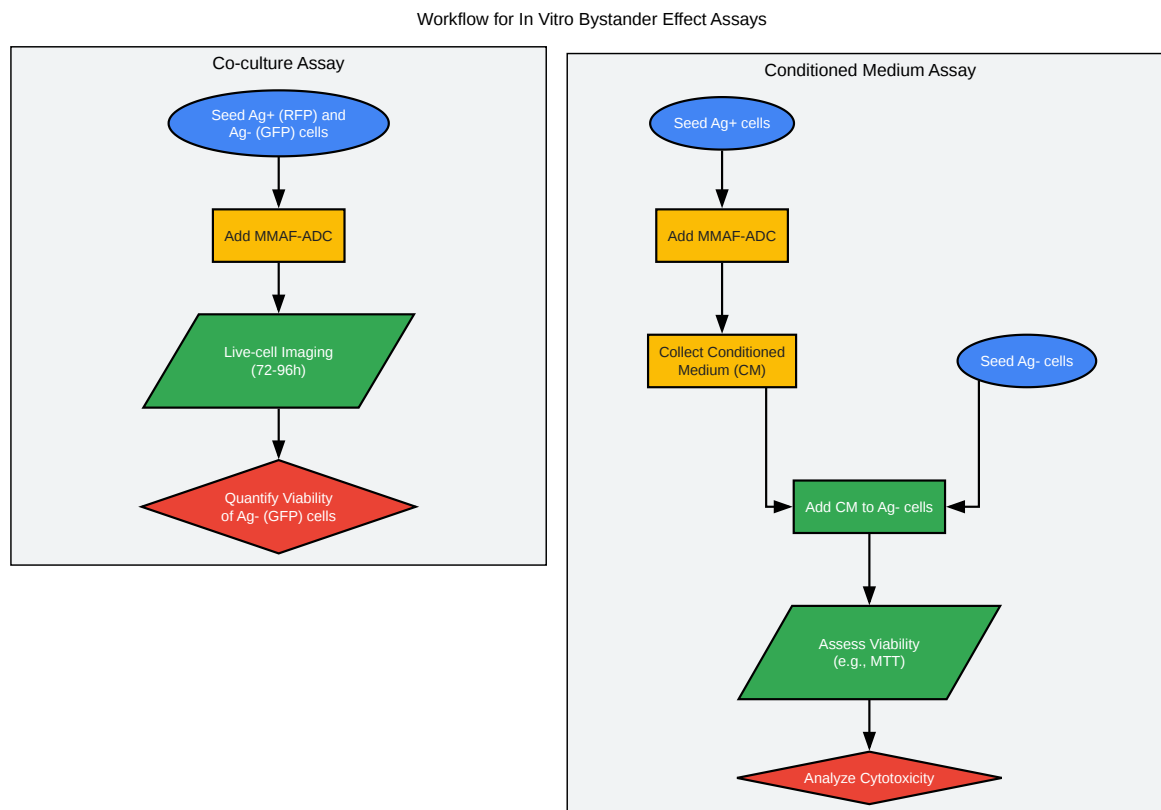 Workflow for In Vitro Bystander Effect Assays
Co-culture Assay
Seed Ag+ (RFP) and
Ag- (GFP) cells
Add MMAF-ADC
Live-cell Imaging
(72-96h)
Quantify Viability
of Ag- (GFP) cells
Conditioned Medium Assay
Seed Ag+ cells
Add MMAF-ADC
Collect Conditioned
Medium (CM)
Seed Ag- cells
Add CM to Ag- cells
Assess Viability
(e.g., MTT)
Analyze Cytotoxicity